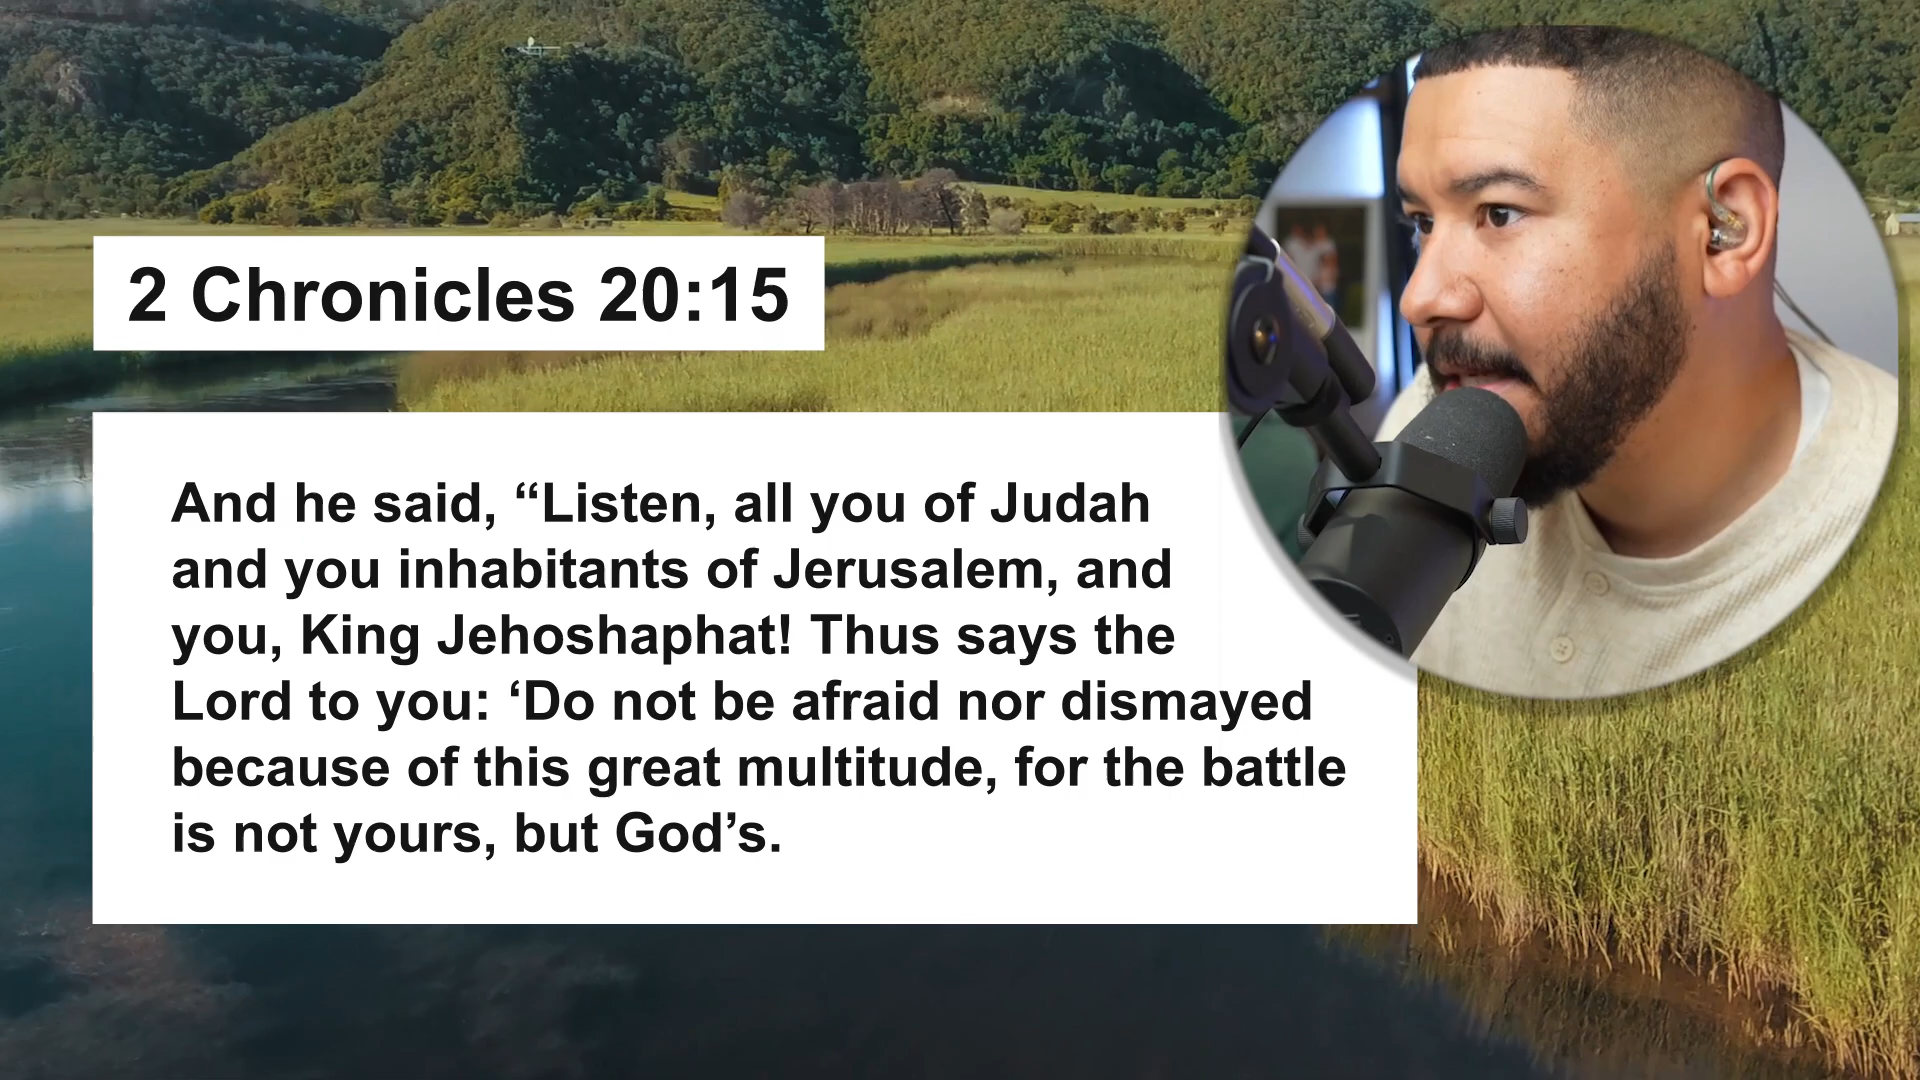 2 Chronicles 20:15
And he said, “Listen, all you of Judah
and you inhabitants of Jerusalem, and
you, King Jehoshaphat! Thus says the
Lord to you: ‘Do not be afraid nor dismayed
because of this great multitude, for the battle
is not yours, but God’s.